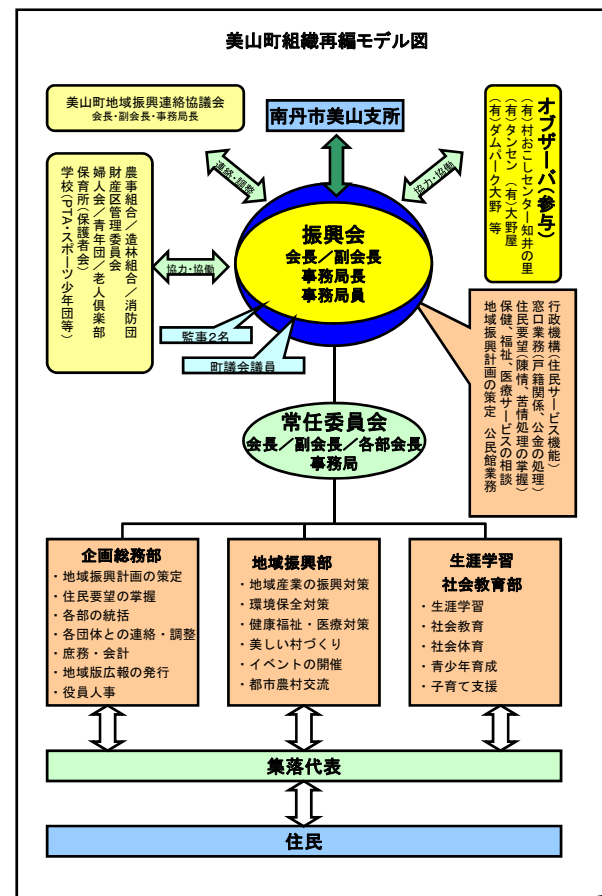 美山町組織再編モデル図
美山町地域振興連絡協議会
会長・副会長・事務局長
南丹市美山支所
オブザーバ(参与)
(有)村おこしセンター知井の里
(有)タンセン (有)大野屋
(有)ダムパーク大野 等
連絡・調整
協力・協働
農事組合/造林組合/消防団
財産区管理委員会
婦人会/青年団/老人倶楽部
保育所(保護者会)
学校(PTA・スポーツ少年団等)
協力・協働
振興会
会長/副会長
事務局長
事務局員
監事2名
町議会議員
行政機構(住民サービス機能)
窓口業務(戸籍関係、公金の処理)
住民要望(陳情、苦情処理の掌握)
保健、福祉、医療サービスの相談
地域振興計画の策定 公民館業務
常任委員会
会長/副会長/各部会長
事務局
企画総務部
・地域振興計画の策定
・住民要望の掌握
・各部の統括
・各団体との連絡・調整
・庶務・会計
・地域版広報の発行
・役員人事
地域振興部
・地域産業の振興対策
・環境保全対策
・健康福祉・医療対策
・美しい村づくり
・イベントの開催
・都市農村交流
生涯学習
社会教育部
・生涯学習
・社会教育
・社会体育
・青少年育成
・子育て支援
集落代表
住民